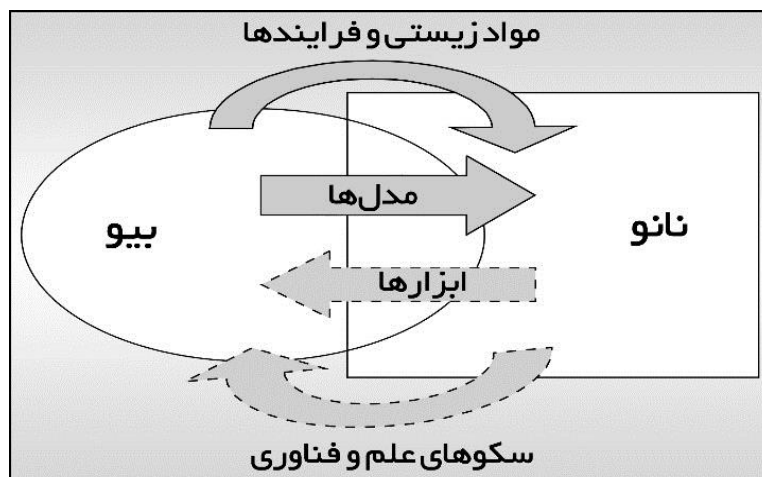 مواد زیستی و فرایندها
مدل‌ها
نانو
بیو
ابزارها
سکوهای علم و فناوری